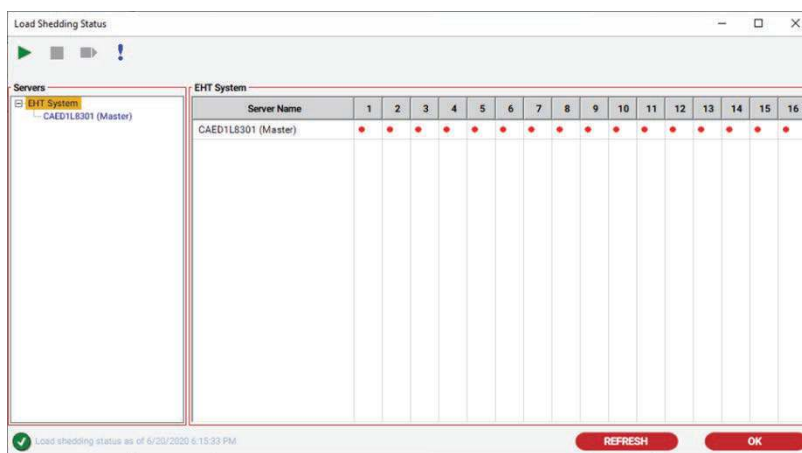 Load Shedding Status
Servers
EHT System
CAED1L8301 (Master)
EHT System
Server Name 1 2 3 4 5 6 7 8 9 10 11 12 13 14 15 16
CAED1L8301 (Master)
Load shedding status as of 6/20/2020 6:15:33 PM
REFRESH OK